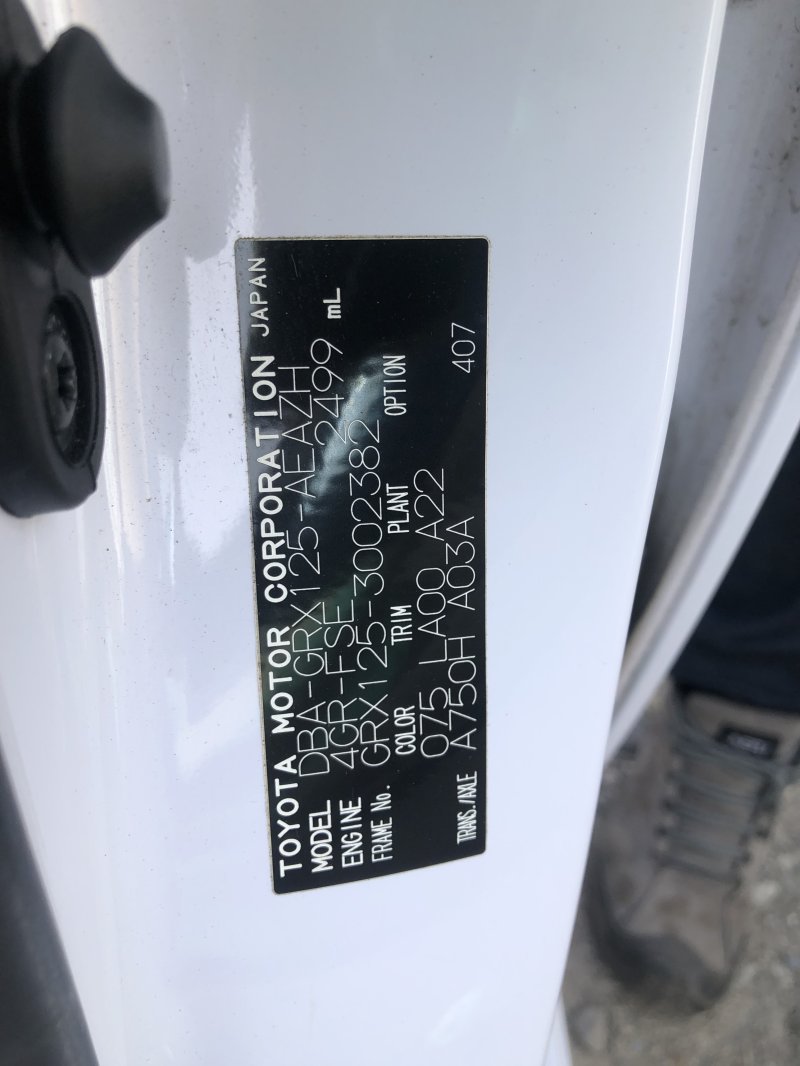 TOYOTA MOTOR CORPORATION JAPAN
MODEL DBA-GRX125-AEAZH
ENGINE 4GR-FSE 2499 mL
FRAME No. GRX125-3002382
COLOR TRIM PLANT OPTION
075 LA00 A22
TRANS./AXLE A750H A03A 407